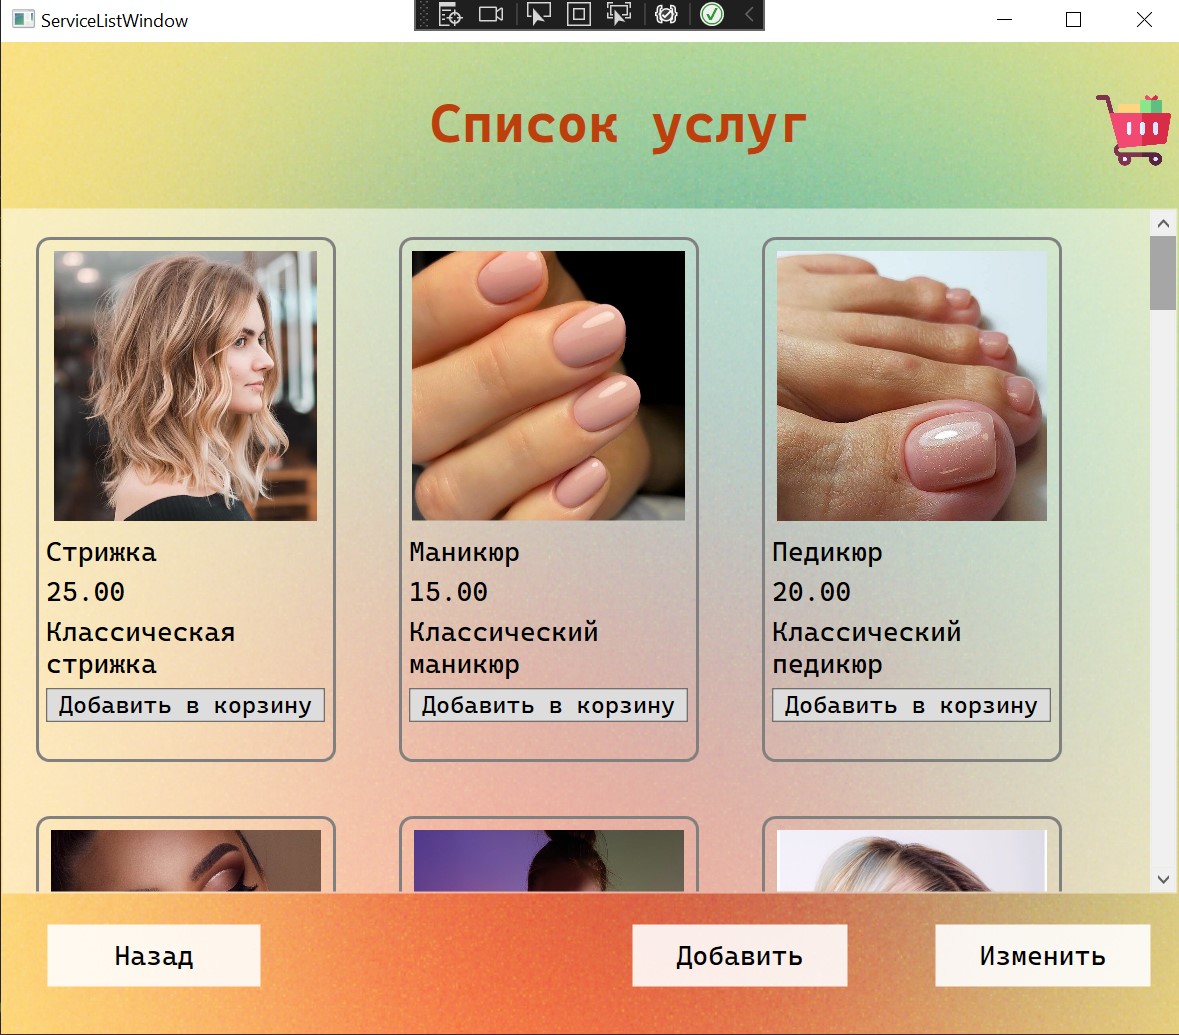 ServiceListWindow
Список услуг
Стрижка
25.00
Классическая
стрижка
Добавить в корзину
Маникюр
15.00
Классический
маникюр
Добавить в корзину
Педикюр
20.00
Классический
педикюр
Добавить в корзину
Назад
Добавить
Изменить